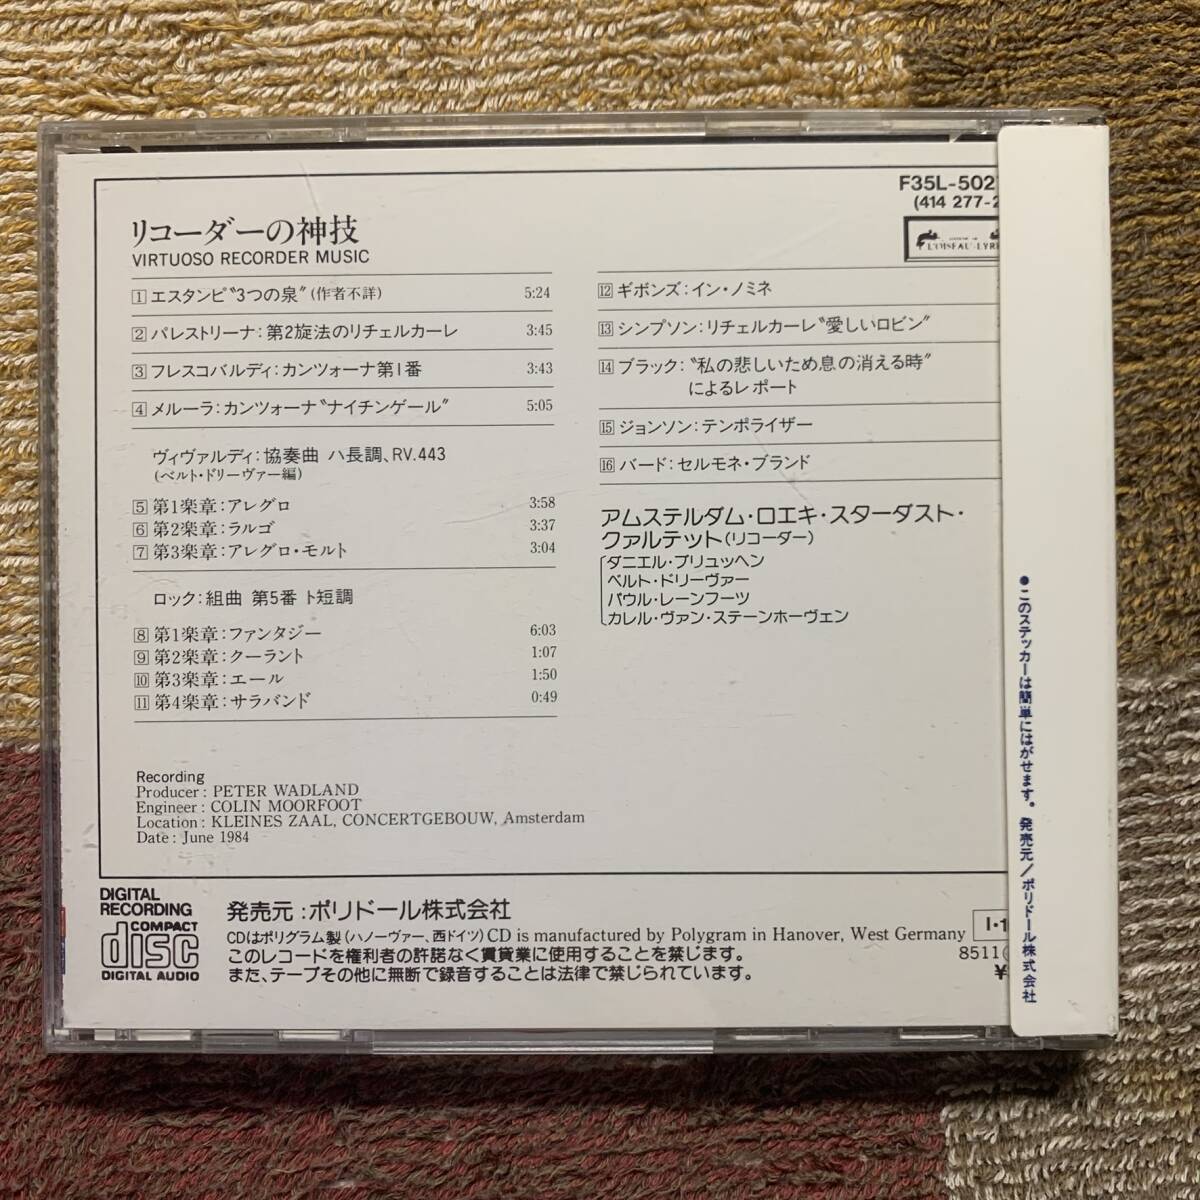 F35L-502
(414 277-2
L'OISEAU-LYRE
リコーダーの神技
VIRTUOSO RECORDER MUSIC
1 エスタンピ“3つの泉”(作者不詳) 5:24
2 パレストリーナ:第2旋法のリチェルカーレ 3:45
3 フレスコバルディ:カンツォーナ第1番 3:43
4 メルーラ:カンツォーナ“ナイチンゲール” 5:05
ヴィヴァルディ:協奏曲 ハ長調、RV.443
(ベルト・ドリーヴァー編)
5 第1楽章:アレグロ 3:58
6 第2楽章:ラルゴ 3:37
7 第3楽章:アレグロ・モルト 3:04
ロック:組曲 第5番 ト短調
8 第1楽章:ファンタジー 6:03
9 第2楽章:クーラント 1:07
10 第3楽章:エール 1:50
11 第4楽章:サラバンド 0:49
12 ギボンズ:イン・ノミネ
13 シンプソン:リチェルカーレ“愛しいロビン”
14 ブラック:“私の悲しいため息の消える時”
によるレポート
15 ジョンソン:テンポライザー
16 バード:セルモネ・ブランド
アムステルダム・ロエキ・スターダスト・
クァルテット(リコーダー)
ダニエル・ブリュッヘン
ベルト・ドリーヴァー
パウル・レーンフーツ
カレル・ヴァン・ステーンホーヴェン
Recording
Producer: PETER WADLAND
Engineer: COLIN MOORFOOT
Location: KLEINES ZAAL, CONCERTGEBOUW, Amsterdam
Date: June 1984
DIGITAL
RECORDING
COMPACT
disc
DIGITAL AUDIO
発売元:ポリドール株式会社
CDはポリグラム製(ハノーヴァー、西ドイツ)CD is manufactured by Polygram in Hanover, West Germany
このレコードを権利者の許諾なく賃貸業に使用することを禁じます。
また、テープその他に無断で録音することは法律で禁じられています。
8511
¥
●このステッカーは簡単にはがせます。 発売元/ポリドール株式会社